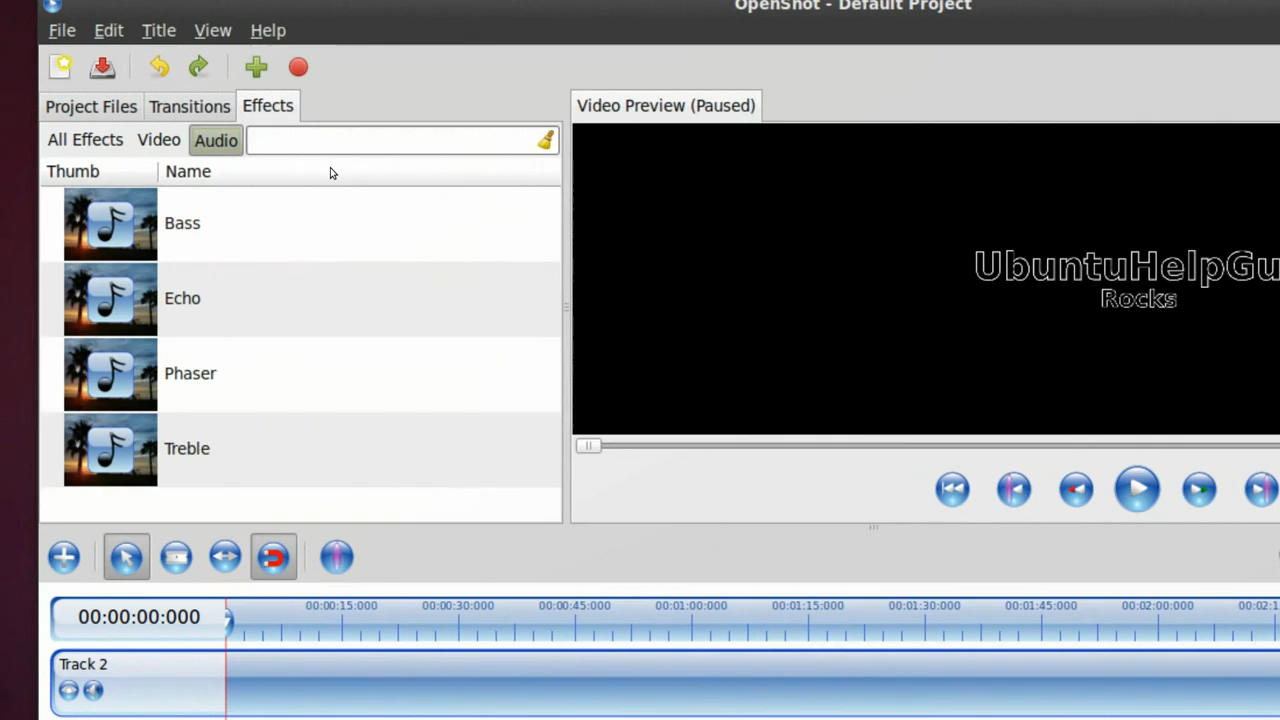 OpenShot - Default Project
File Edit Title View Help
Project Files Transitions Effects
Video Preview (Paused)
All Effects Video Audio
Thumb Name
Bass
Echo
Phaser
Treble
UbuntuHelpGu
Rocks
00:00:00:000
00:00:15:000 00:00:30:000 00:00:45:000 00:01:00:000 00:01:15:000 00:01:30:000 00:01:45:000 00:02:00:000 00:02:1
Track 2